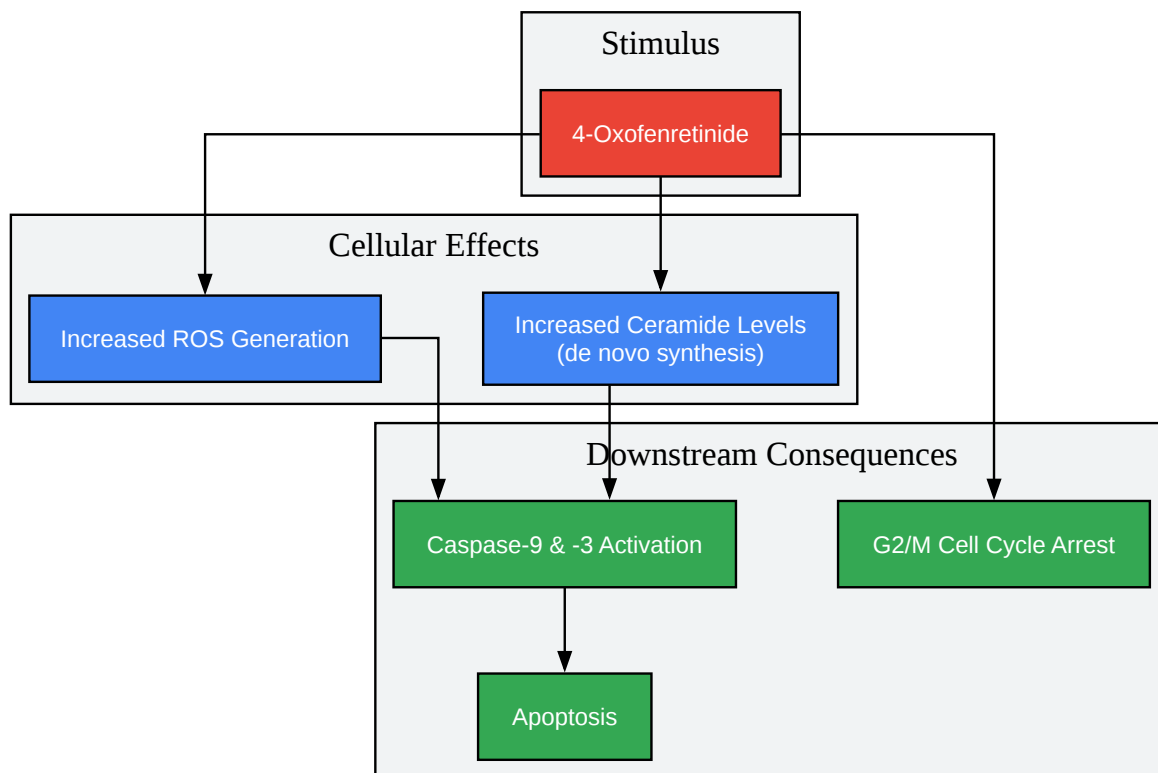 Stimulus
4-Oxofenretinide
Cellular Effects
Increased ROS Generation
Increased Ceramide Levels
(de novo synthesis)
Downstream Consequences
Caspase-9 & -3 Activation
G2/M Cell Cycle Arrest
Apoptosis